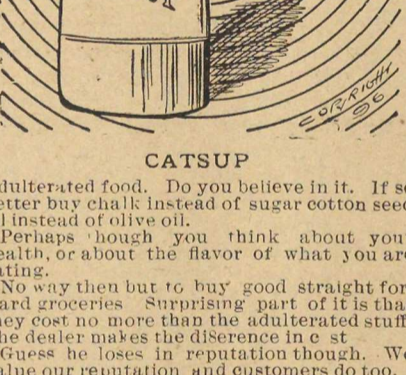 COPYRIGHT
96
CATSUP
dulterated food. Do you believe in it. If so
etter buy chalk instead of sugar cotton seed
l instead of olive oil.
Perhaps hough you think about you
ealth, or about the flavor of what you are
ating.
No way then but to buy good straight for
ard groceries Surprising part of it is tha
ey cost no more than the adulterated stuff
he dealer makes the diSerence in c st
Guess he loses in reputation though. We
alue our reputation and customers do too.